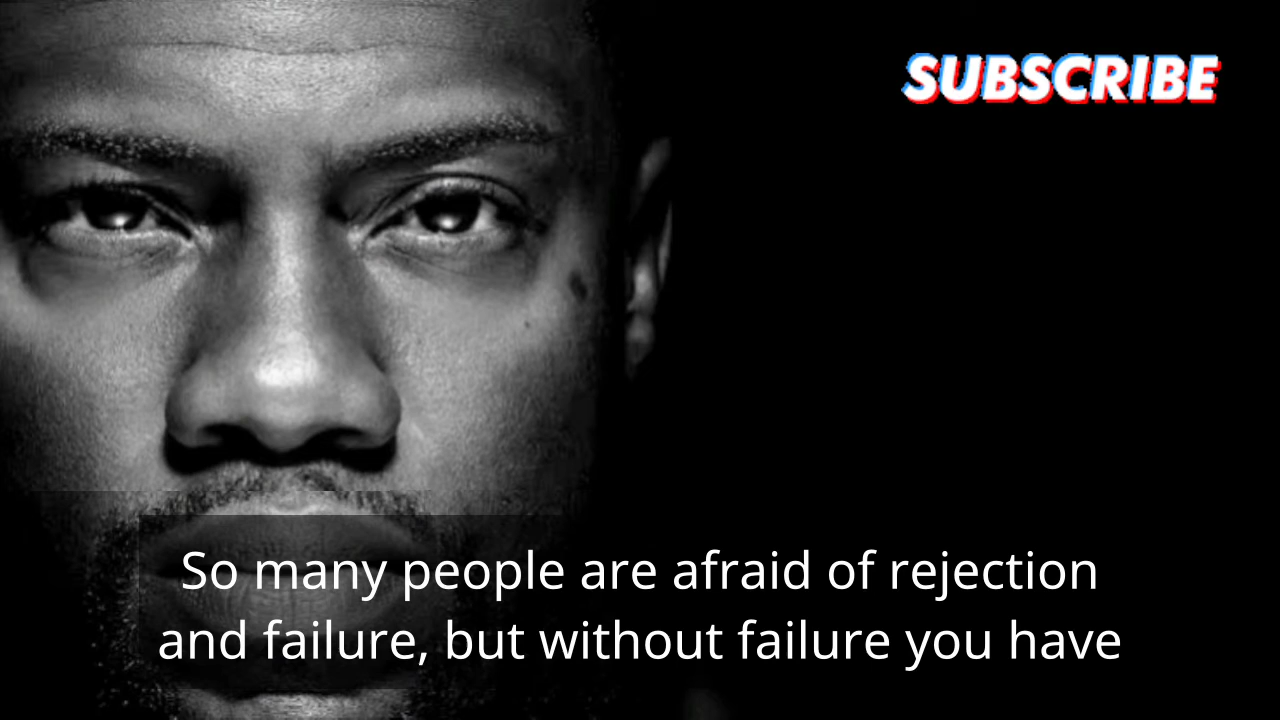 SUBSCRIBE
So many people are afraid of rejection
and failure, but without failure you have